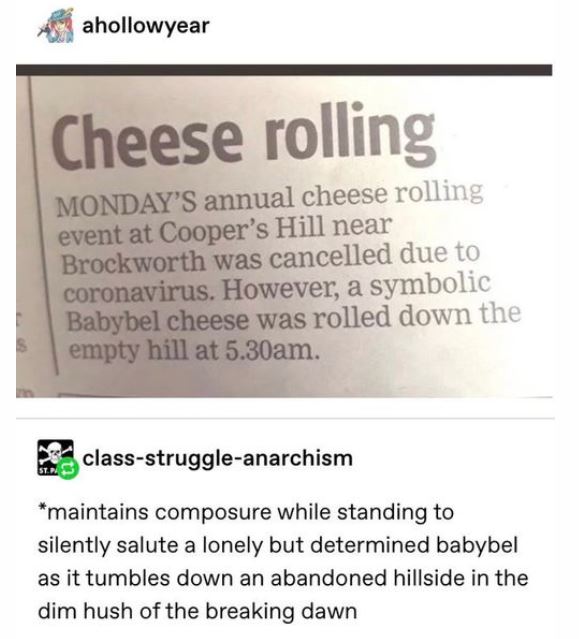 ahollowyear
Cheese rolling
MONDAY'S annual cheese rolling
event at Cooper's Hill near
Brockworth was cancelled due to
coronavirus. However, a symbolic
Babybel cheese was rolled down the
empty hill at 5.30am.
class-struggle-anarchism
ST. PA
*maintains composure while standing to
silently salute a lonely but determined babybel
as it tumbles down an abandoned hillside in the
dim hush of the breaking dawn